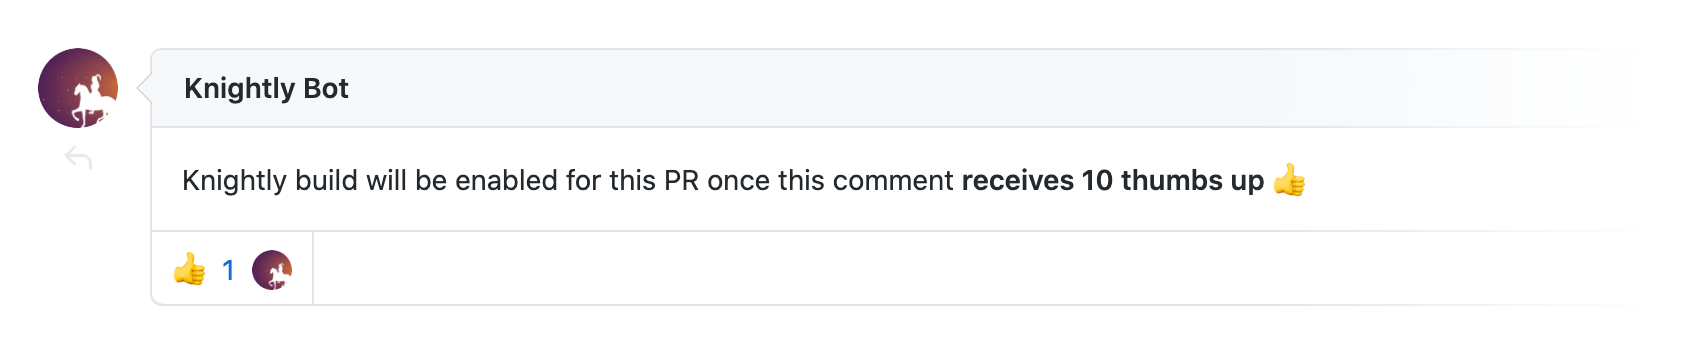 Knightly Bot
Knightly build will be enabled for this PR once this comment receives 10 thumbs up 👍
👍 1